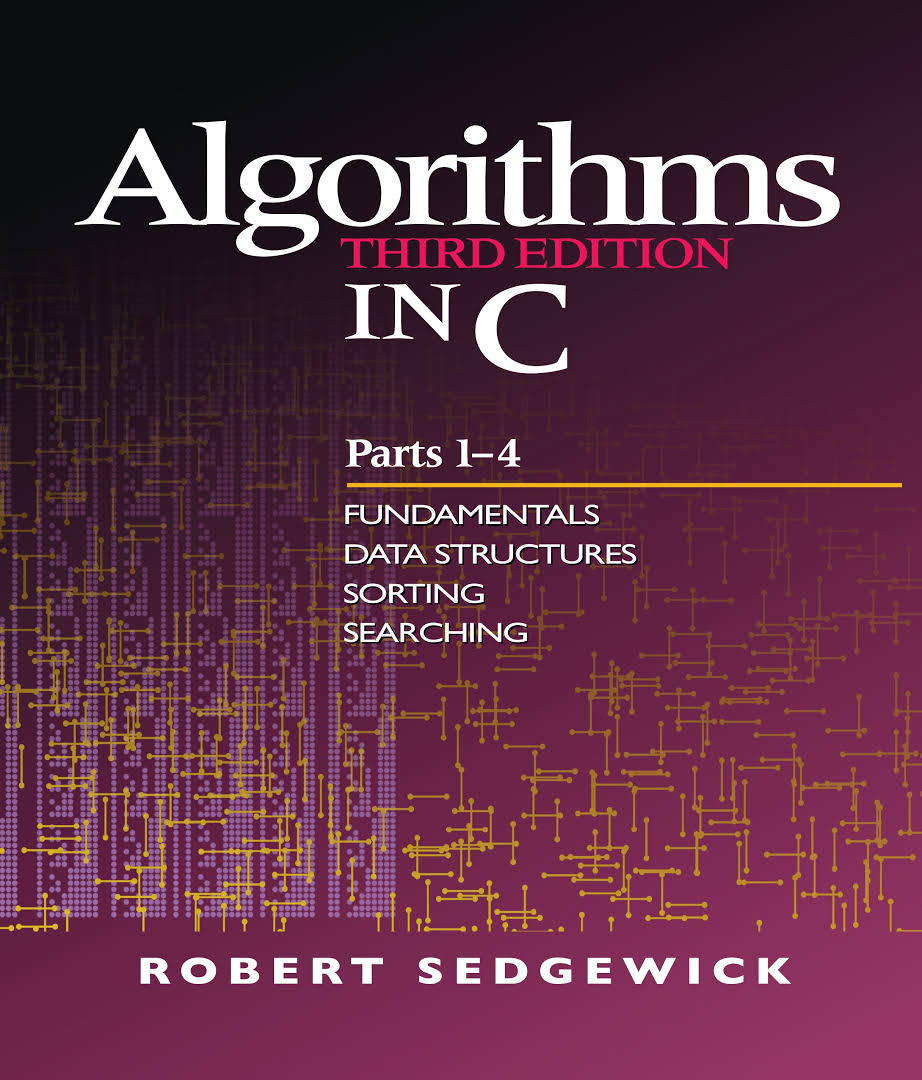 Algorithms
THIRD EDITION
IN C
Parts 1–4
FUNDAMENTALS
DATA STRUCTURES
SORTING
SEARCHING
ROBERT SEDGEWICK